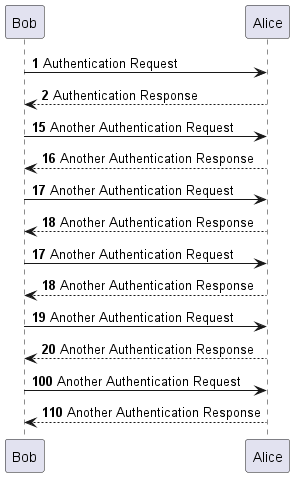 Bob Alice
1 Authentication Request
2 Authentication Response
15 Another Authentication Request
16 Another Authentication Response
17 Another Authentication Request
18 Another Authentication Response
17 Another Authentication Request
18 Another Authentication Response
19 Another Authentication Request
20 Another Authentication Response
100 Another Authentication Request
110 Another Authentication Response
Bob Alice